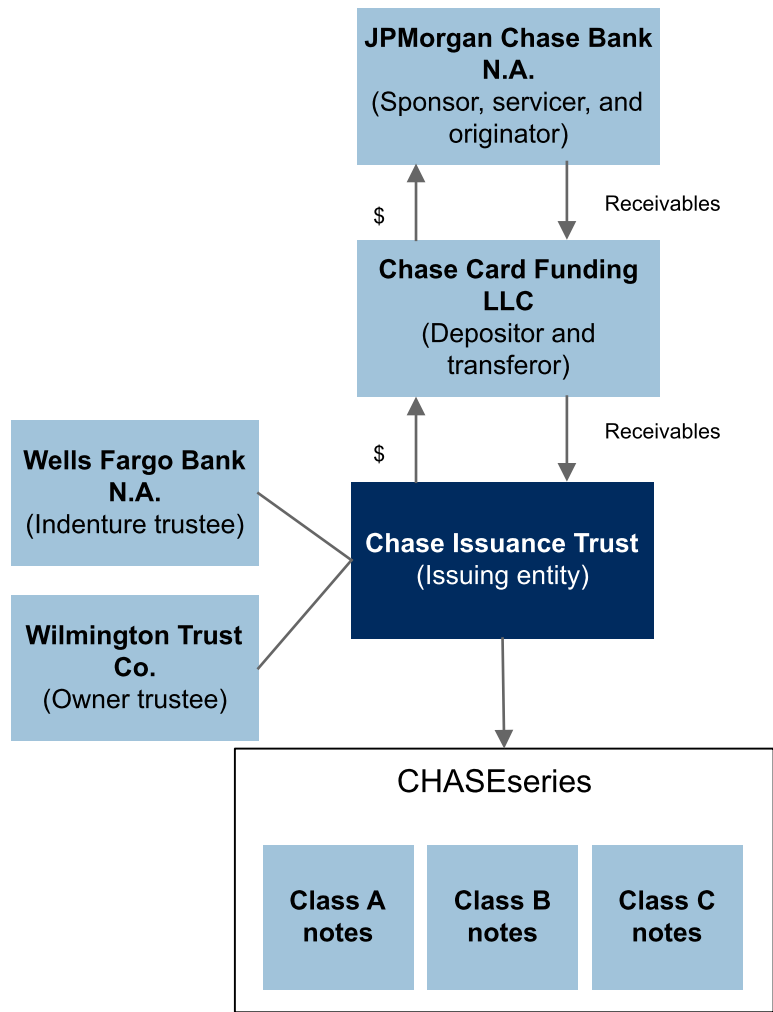 JPMorgan Chase Bank
N.A.
(Sponsor, servicer, and
originator)
$
Receivables
Chase Card Funding
LLC
(Depositor and
transferor)
$
Receivables
Wells Fargo Bank
N.A.
(Indenture trustee)
Chase Issuance Trust
(Issuing entity)
Wilmington Trust
Co.
(Owner trustee)
CHASEseries
Class A
notes
Class B
notes
Class C
notes